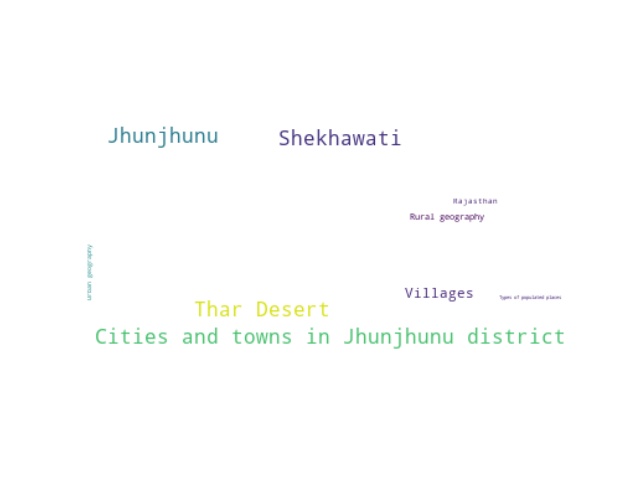 Jhunjhunu
Shekhawati
Rajasthan
Rural geography
Urban geography
Villages
Types of populated places
Thar Desert
Cities and towns in Jhunjhunu district